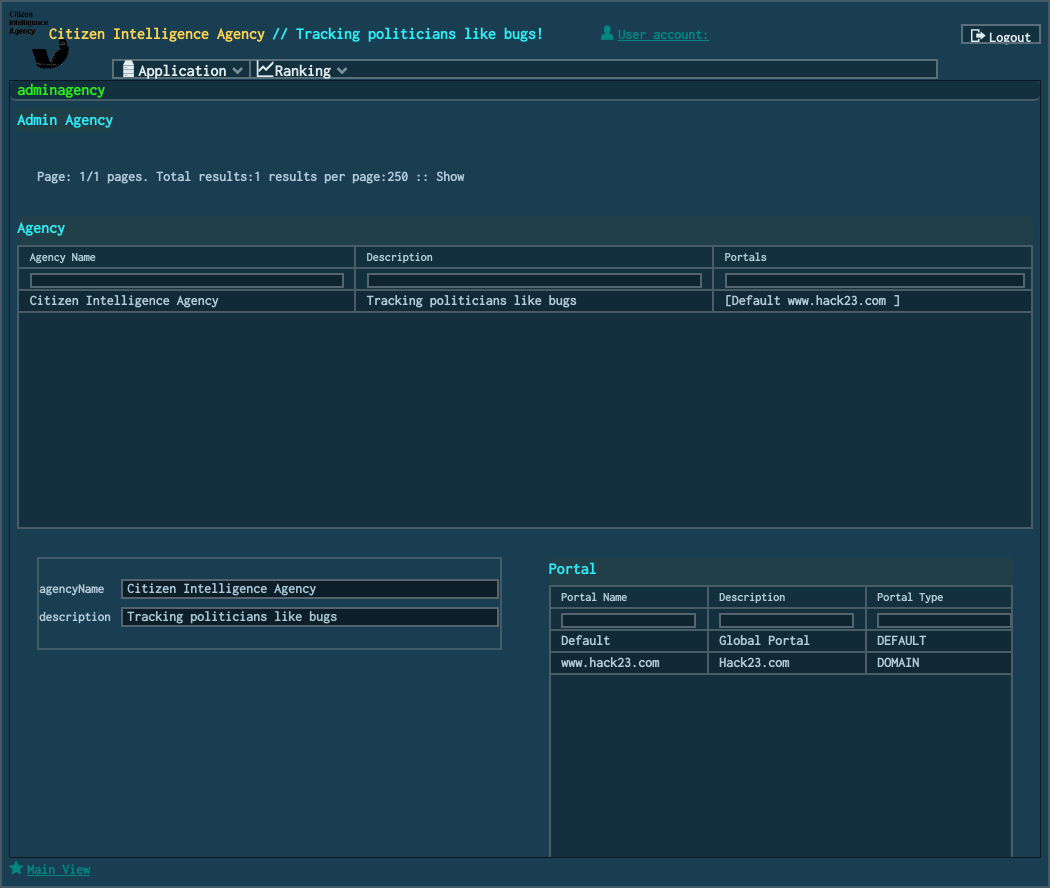 Citizen
Intelligence
Agency
Citizen Intelligence Agency // Tracking politicians like bugs!
User account:
Logout
Application
Ranking
adminagency
Admin Agency
Page: 1/1 pages. Total results:1 results per page:250 :: Show
Agency
Agency Name Description Portals
Citizen Intelligence Agency Tracking politicians like bugs [Default www.hack23.com ]
agencyName Citizen Intelligence Agency
description Tracking politicians like bugs
Portal
Portal Name Description Portal Type
Default Global Portal DEFAULT
www.hack23.com Hack23.com DOMAIN
Main View